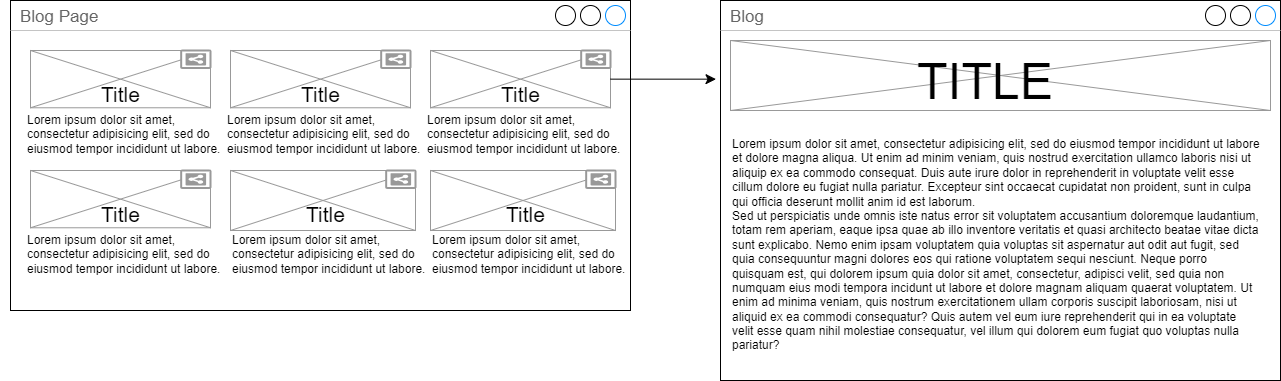 Blog Page
Title
Title
Title
Lorem ipsum dolor sit amet,
consectetur adipisicing elit, sed do
eiusmod tempor incididunt ut labore.
Lorem ipsum dolor sit amet,
consectetur adipisicing elit, sed do
eiusmod tempor incididunt ut labore.
Lorem ipsum dolor sit amet,
consectetur adipisicing elit, sed do
eiusmod tempor incididunt ut labore.
Title
Title
Title
Lorem ipsum dolor sit amet,
consectetur adipisicing elit, sed do
eiusmod tempor incididunt ut labore.
Lorem ipsum dolor sit amet,
consectetur adipisicing elit, sed do
eiusmod tempor incididunt ut labore.
Lorem ipsum dolor sit amet,
consectetur adipisicing elit, sed do
eiusmod tempor incididunt ut labore.
Blog
TITLE
Lorem ipsum dolor sit amet, consectetur adipisicing elit, sed do eiusmod tempor incididunt ut labore
et dolore magna aliqua. Ut enim ad minim veniam, quis nostrud exercitation ullamco laboris nisi ut
aliquip ex ea commodo consequat. Duis aute irure dolor in reprehenderit in voluptate velit esse
cillum dolore eu fugiat nulla pariatur. Excepteur sint occaecat cupidatat non proident, sunt in culpa
qui officia deserunt mollit anim id est laborum.
Sed ut perspiciatis unde omnis iste natus error sit voluptatem accusantium doloremque laudantium,
totam rem aperiam, eaque ipsa quae ab illo inventore veritatis et quasi architecto beatae vitae dicta
sunt explicabo. Nemo enim ipsam voluptatem quia voluptas sit aspernatur aut odit aut fugit, sed
quia consequuntur magni dolores eos qui ratione voluptatem sequi nesciunt. Neque porro
quisquam est, qui dolorem ipsum quia dolor sit amet, consectetur, adipisci velit, sed quia non
numquam eius modi tempora incidunt ut labore et dolore magnam aliquam quaerat voluptatem. Ut
enim ad minima veniam, quis nostrum exercitationem ullam corporis suscipit laboriosam, nisi ut
aliquid ex ea commodi consequatur? Quis autem vel eum iure reprehenderit qui in ea voluptate
velit esse quam nihil molestiae consequatur, vel illum qui dolorem eum fugiat quo voluptas nulla
pariatur?